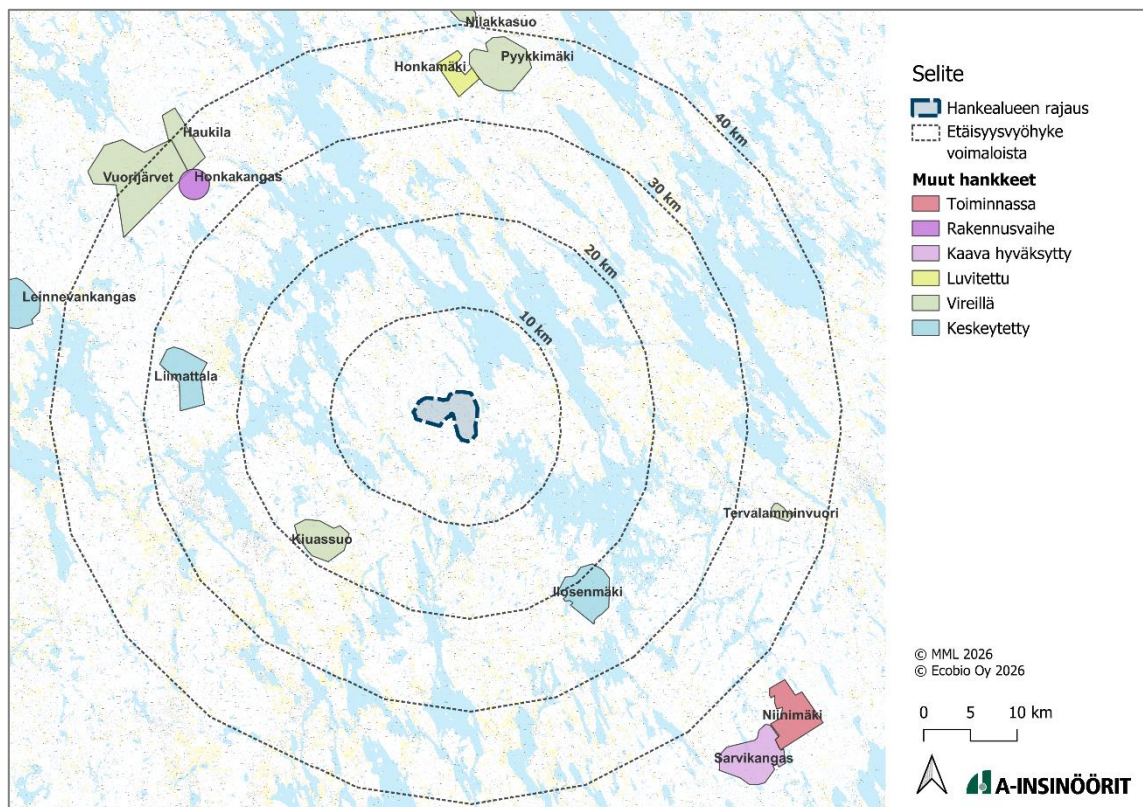 Nilakkasuo
Honkamäki
Pyykkimäki
Haukila
Vuorijärvet
Honkakangas
40 km
30 km
20 km
10 km
Leinnevankangas
Liimattala
Kiuassuo
Tervalamminvuori
Ilosenmäki
Niinimäki
Sarvikangas
Selite
Hankealueen rajaus
Etäisyysvyöhyke
voimaloista
Muut hankkeet
Toiminnassa
Rakennusvaihe
Kaava hyväksytty
Luvitettu
Vireillä
Keskeytetty
© MML 2026
© Ecobio Oy 2026
0 5 10 km
A-INSINÖÖRIT